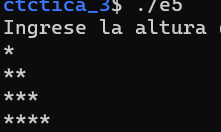 ctctica_3$ ./e5
Ingrese la altura
*
**
***
****